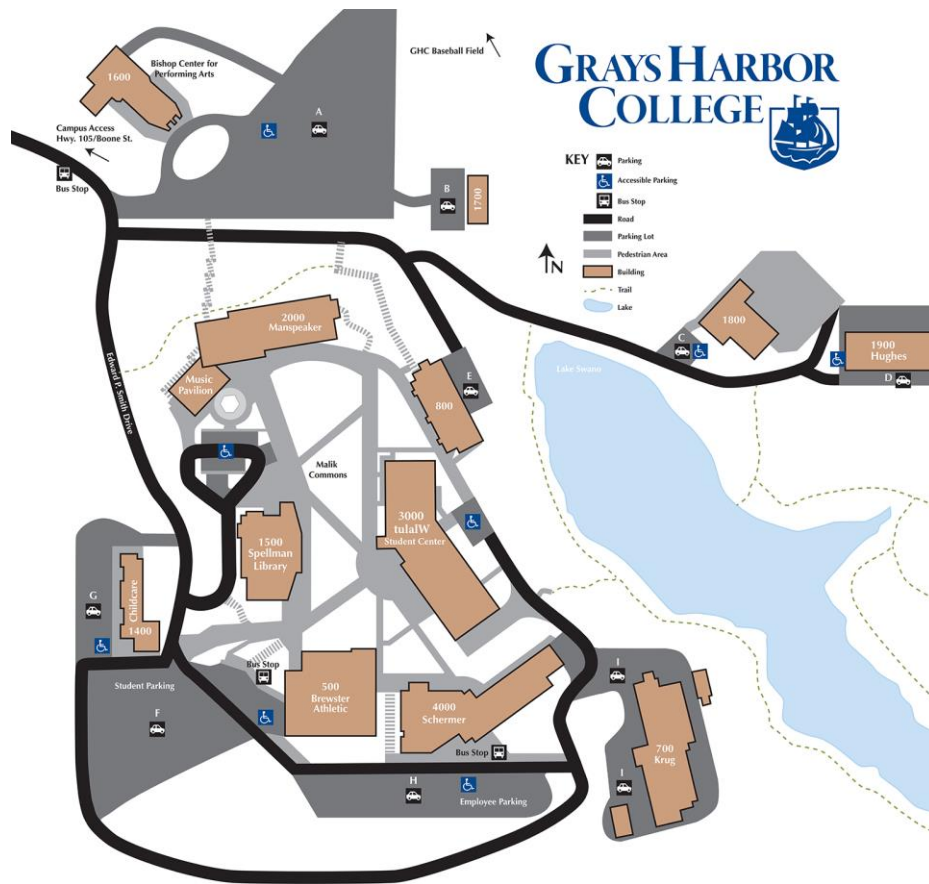 GRAYS HARBOR
COLLEGE
KEY
Parking
Accessible Parking
Bus Stop
Road
Parking Lot
Pedestrian Area
Building
Trail
Lake
N
GHC Baseball Field
1600
Bishop Center for
Performing Arts
Campus Access
Hwy. 105/Boone St.
Bus Stop
A
B
1700
2000
Manspeaker
Music
Pavilion
Edward P. Smith Drive
E
800
C
1800
1900
Hughes
D
Lake Swano
Malik
Commons
3000
tulalW
Student Center
1500
Spellman
Library
G
Childcare
1400
Student Parking
F
Bus Stop
500
Brewster
Athletic
4000
Schermer
Bus Stop
H
Employee Parking
I
700
Krug
I